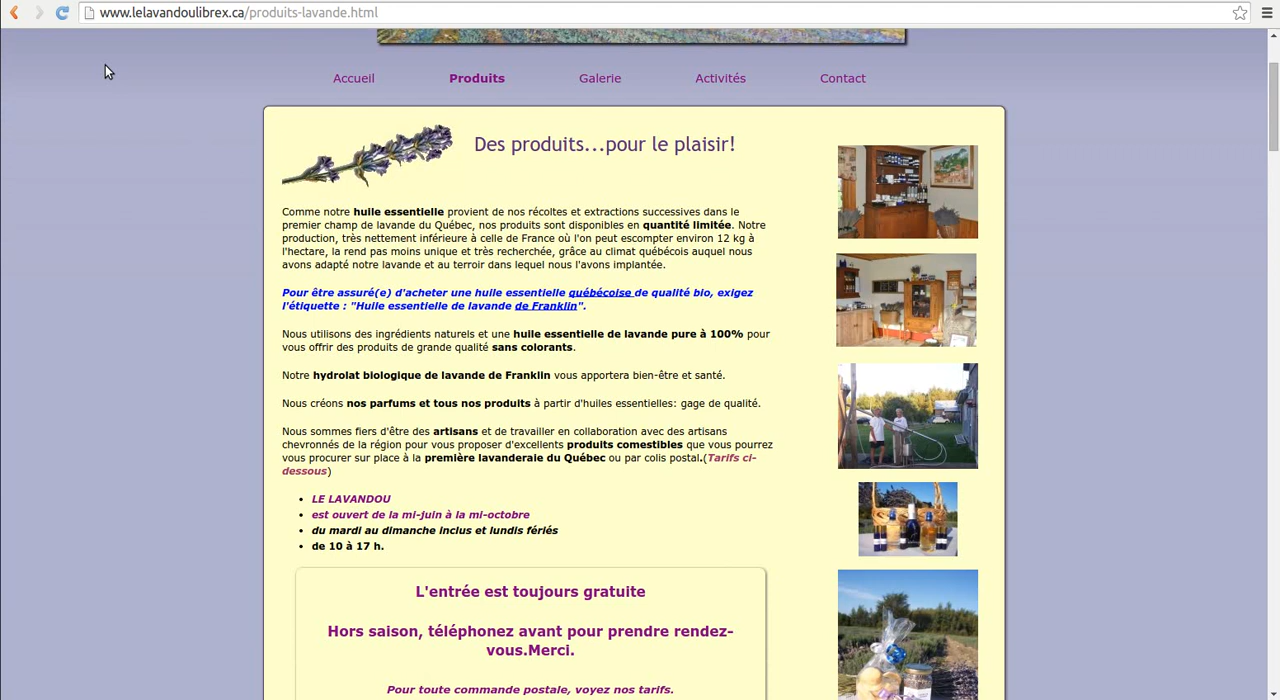 www.lelavandoulibrex.ca/produits-lavande.html
Accueil Produits Galerie Activités Contact
Des produits...pour le plaisir!
Comme notre huile essentielle provient de nos récoltes et extractions successives dans le
premier champ de lavande du Québec, nos produits sont disponibles en quantité limitée. Notre
production, très nettement inférieure à celle de France où l'on peut escompter environ 12 kg à
l'hectare, la rend pas moins unique et très recherchée, grâce au climat québécois auquel nous
avons adapté notre lavande et au terroir dans lequel nous l'avons implantée.
Pour être assuré(e) d'acheter une huile essentielle québécoise de qualité bio, exigez
l'étiquette : "Huile essentielle de lavande de Franklin".
Nous utilisons des ingrédients naturels et une huile essentielle de lavande pure à 100% pour
vous offrir des produits de grande qualité sans colorants.
Notre hydrolat biologique de lavande de Franklin vous apportera bien-être et santé.
Nous créons nos parfums et tous nos produits à partir d'huiles essentielles: gage de qualité.
Nous sommes fiers d'être des artisans et de travailler en collaboration avec des artisans
chevronnés de la région pour vous proposer d'excellents produits comestibles que vous pourrez
vous procurer sur place à la première lavanderaie du Québec ou par colis postal.(Tarifs ci-
dessous)
LE LAVANDOU
est ouvert de la mi-juin à la mi-octobre
du mardi au dimanche inclus et lundis fériés
de 10 à 17 h.
L'entrée est toujours gratuite
Hors saison, téléphonez avant pour prendre rendez-
vous.Merci.
Pour toute commande postale, voyez nos tarifs.